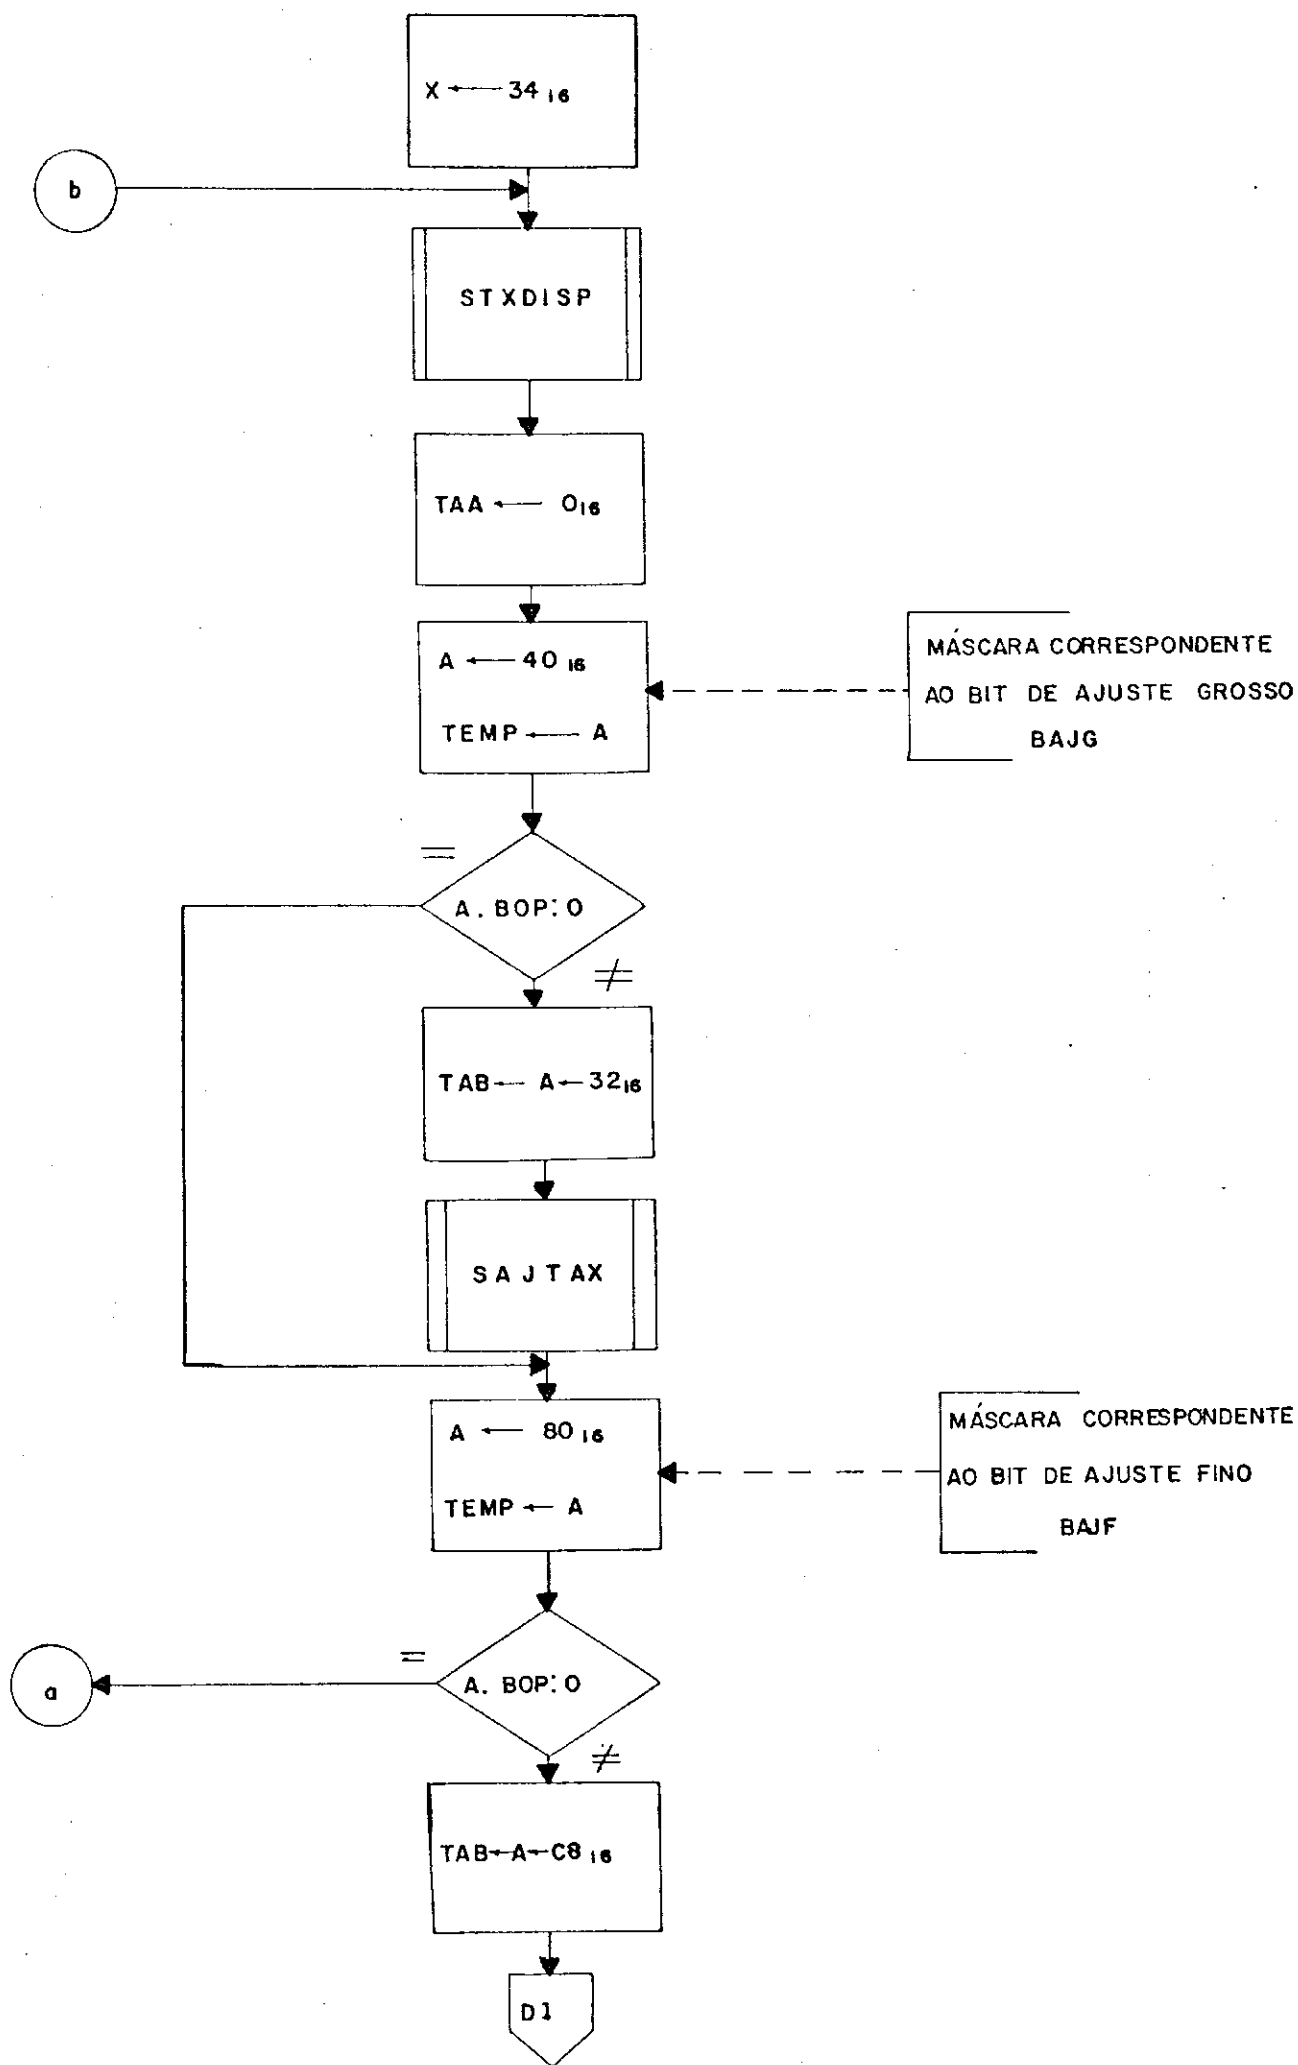 X ← 34₁₆
b
STXDISP
TAA ← 0₁₆
A ← 40₁₆
TEMP ← A
MÁSCARA CORRESPONDENTE
AO BIT DE AJUSTE GROSSO
BAJG
=
A. BOP: 0
≠
TAB ← A ← 32₁₆
SAJTAX
A ← 80₁₆
TEMP ← A
MÁSCARA CORRESPONDENTE
AO BIT DE AJUSTE FINO
BAJF
=
a
A. BOP: 0
≠
TAB ← A ← C8₁₆
D1